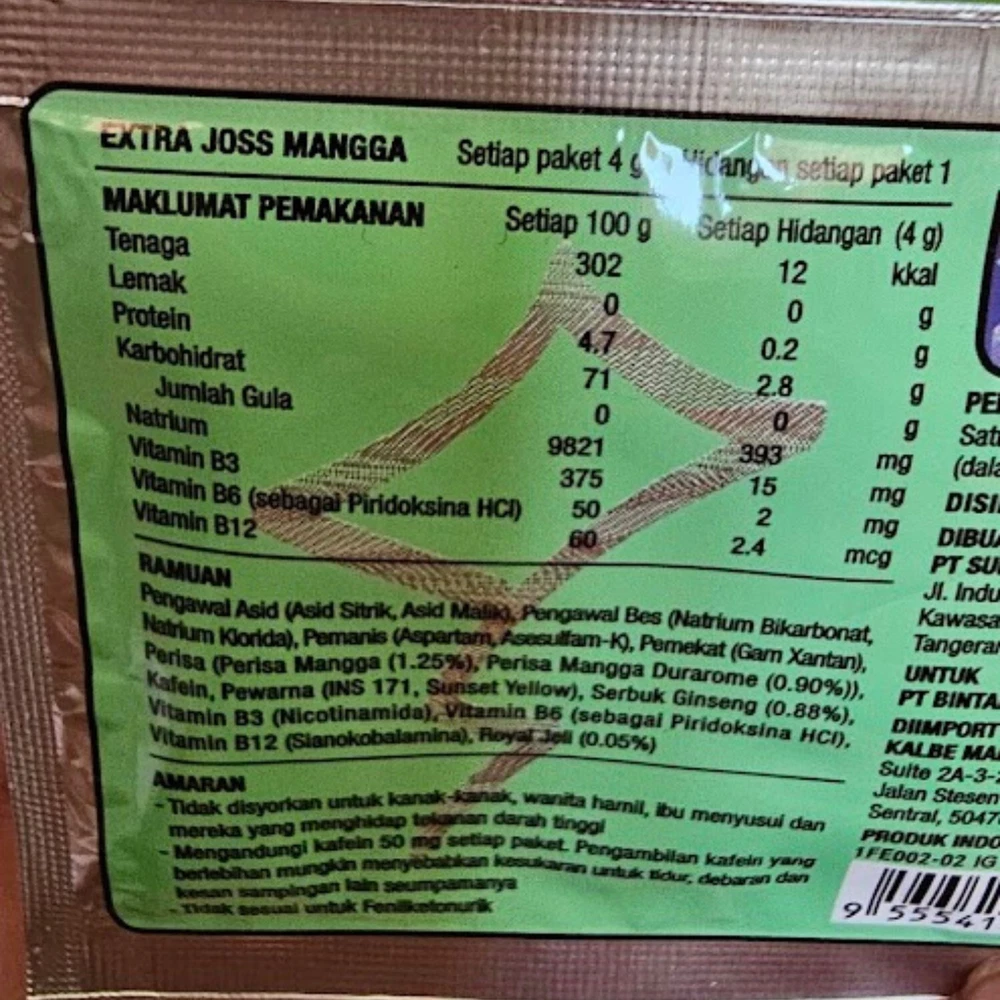 EXTRA JOSS MANGGA Setiap paket 4 g Hidangan setiap paket 1
MAKLUMAT PEMAKANAN Setiap 100 g Setiap Hidangan (4 g)
Tenaga 302 12 kkal
Lemak 0 0 g
Protein 4.7 0.2 g
Karbohidrat 71 2.8 g
Jumlah Gula 0 0 g
Natrium 9821 393 mg
Vitamin B3 375 15 mg
Vitamin B6 (sebagai Piridoksina HCl) 50 2 mg
Vitamin B12 60 2.4 mcg
RAMUAN
Pengawal Asid (Asid Sitrik, Asid Malik), Pengawal Bes (Natrium Bikarbonat,
Natrium Klorida), Pemanis (Aspartam, Asesulfam-K), Pemekat (Gam Xantan),
Perisa (Perisa Mangga (1.25%), Perisa Mangga Durarome (0.90%)),
Kafein, Pewarna (INS 171, Sunset Yellow), Serbuk Ginseng (0.88%),
Vitamin B3 (Nicotinamida), Vitamin B6 (sebagai Piridoksina HCl),
Vitamin B12 (Sianokobalamina), Royal Jeli (0.05%)
AMARAN
- Tidak disyorkan untuk kanak-kanak, wanita hamil, ibu menyusui dan
mereka yang menghidap tekanan darah tinggi
- Mengandungi kafein 50 mg setiap paket. Pengambilan kafein yang
berlebihan mungkin menyebabkan kesukaran untuk tidur, debaran dan
kesan sampingan lain seumpamanya
- Tidak sesuai untuk Fenilketonurik
(dala
DISI
DIBUA
PT SU
Jl. Indu
Kawasa
Tangeran
UNTUK
PT BINTA
DIIMPORT
KALBE MA
Suite 2A-3-2
Jalan Stesen
Sentral, 5047
PRODUK INDO
1FE002-02 IG
9 555541